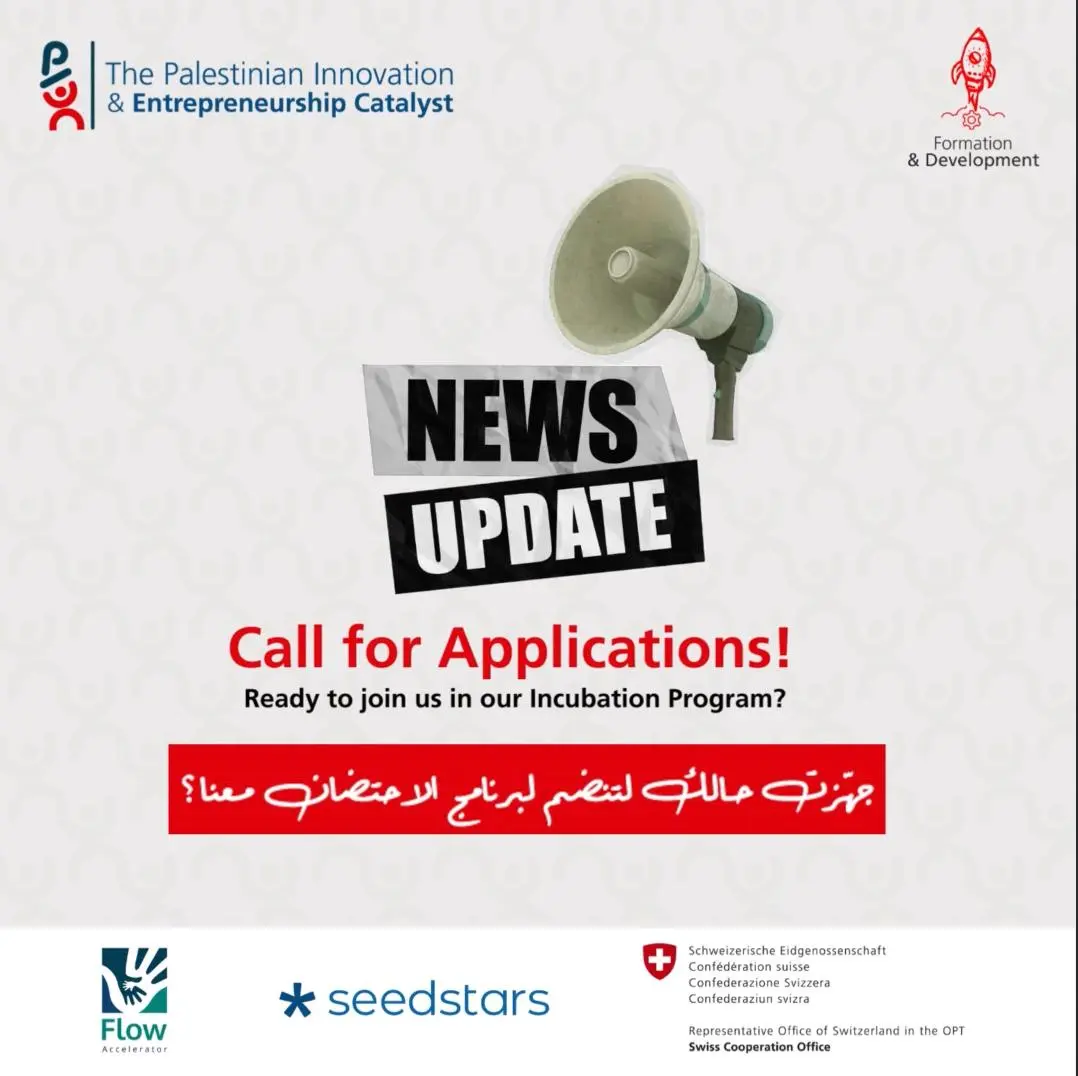 The Palestinian Innovation
& Entrepreneurship Catalyst
Formation
& Development
NEWS
UPDATE
Call for Applications!
Ready to join us in our Incubation Program?
جهّزت حالك لتنضم لبرنامج الاحتضان معنا؟
Flow
Accelerator
seedstars
Schweizerische Eidgenossenschaft
Confédération suisse
Confederazione Svizzera
Confederaziun svizra
Representative Office of Switzerland in the OPT
Swiss Cooperation Office